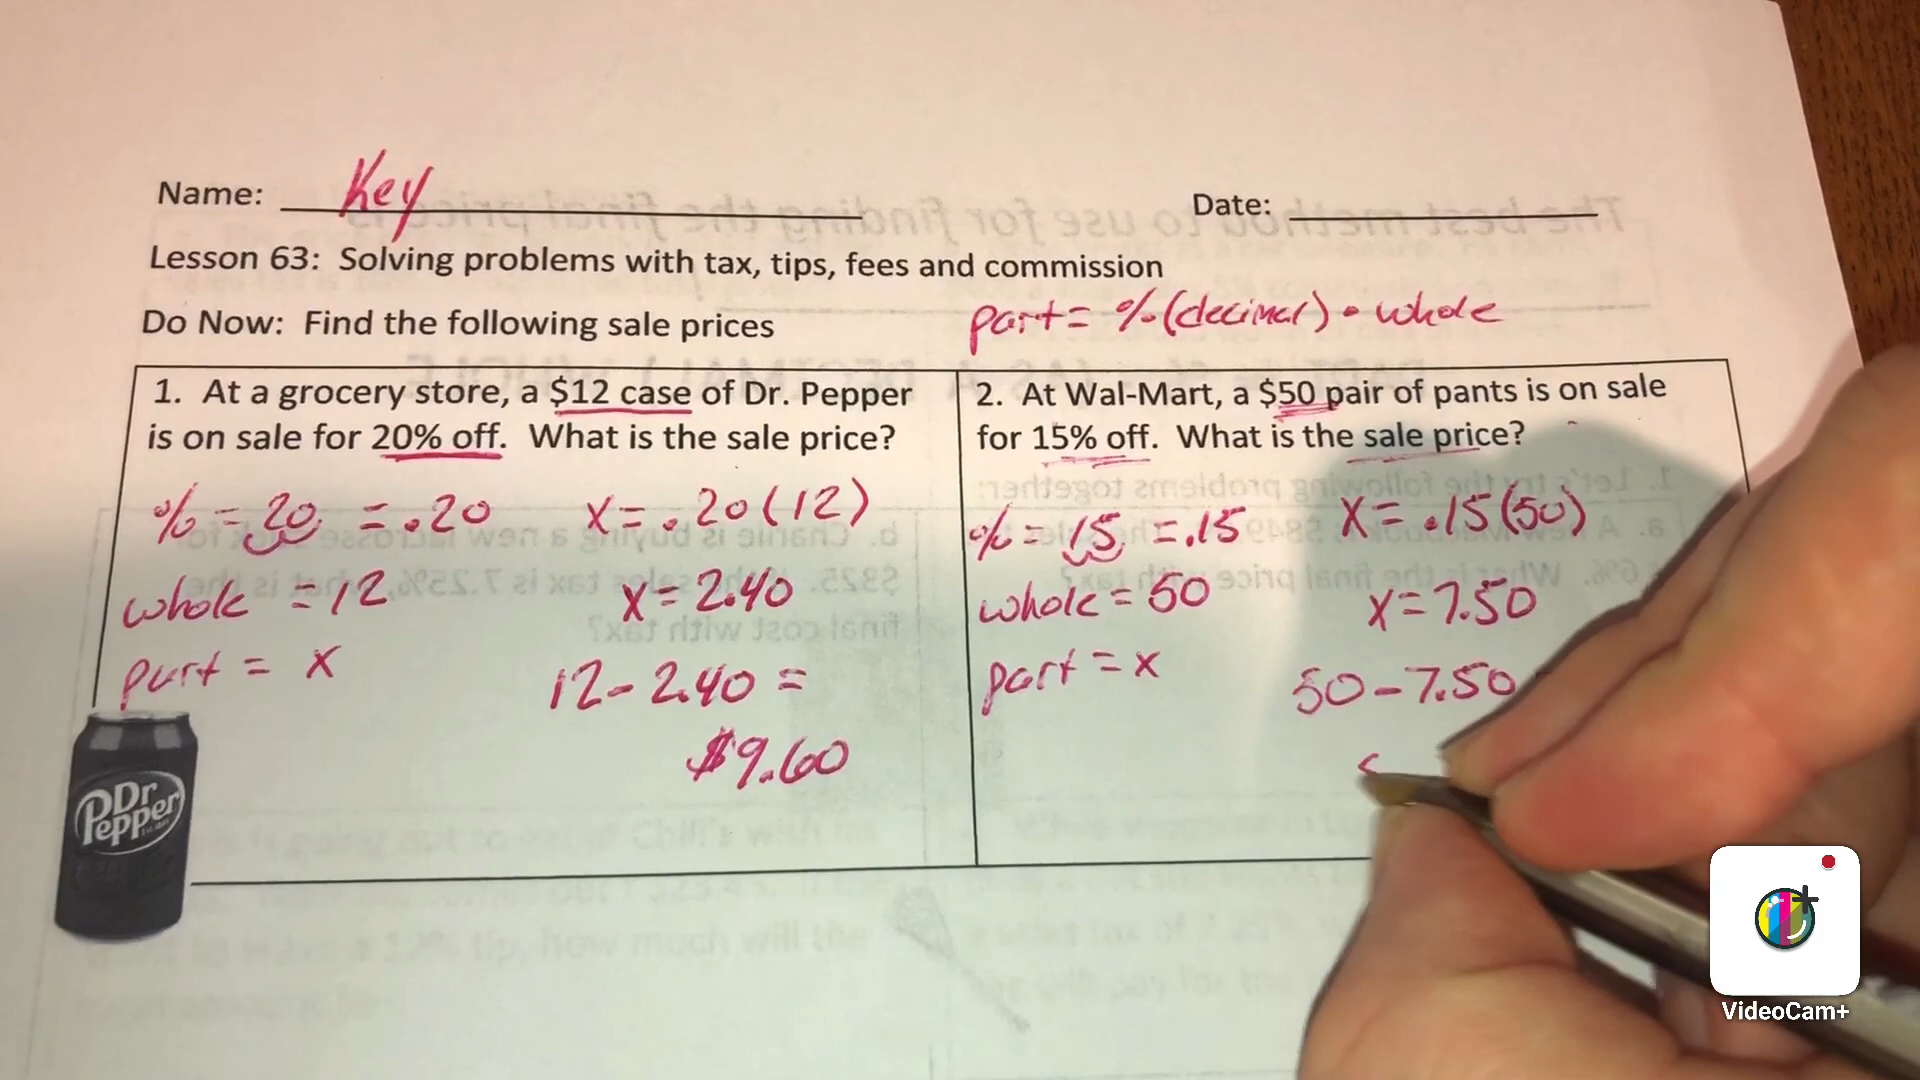 Name: Key
Date:
Lesson 63: Solving problems with tax, tips, fees and commission
Do Now: Find the following sale prices
part = % (decimal) • whole
1. At a grocery store, a $12 case of Dr. Pepper
is on sale for 20% off. What is the sale price?
% = 20 = .20
whole = 12
part = x
x = .20(12)
x = 2.40
12 - 2.40 =
$9.60
2. At Wal-Mart, a $50 pair of pants is on sale
for 15% off. What is the sale price?
% = 15 = .15
whole = 50
part = x
x = .15(50)
x = 7.50
50 - 7.50
Dr
Pepper
VideoCam+